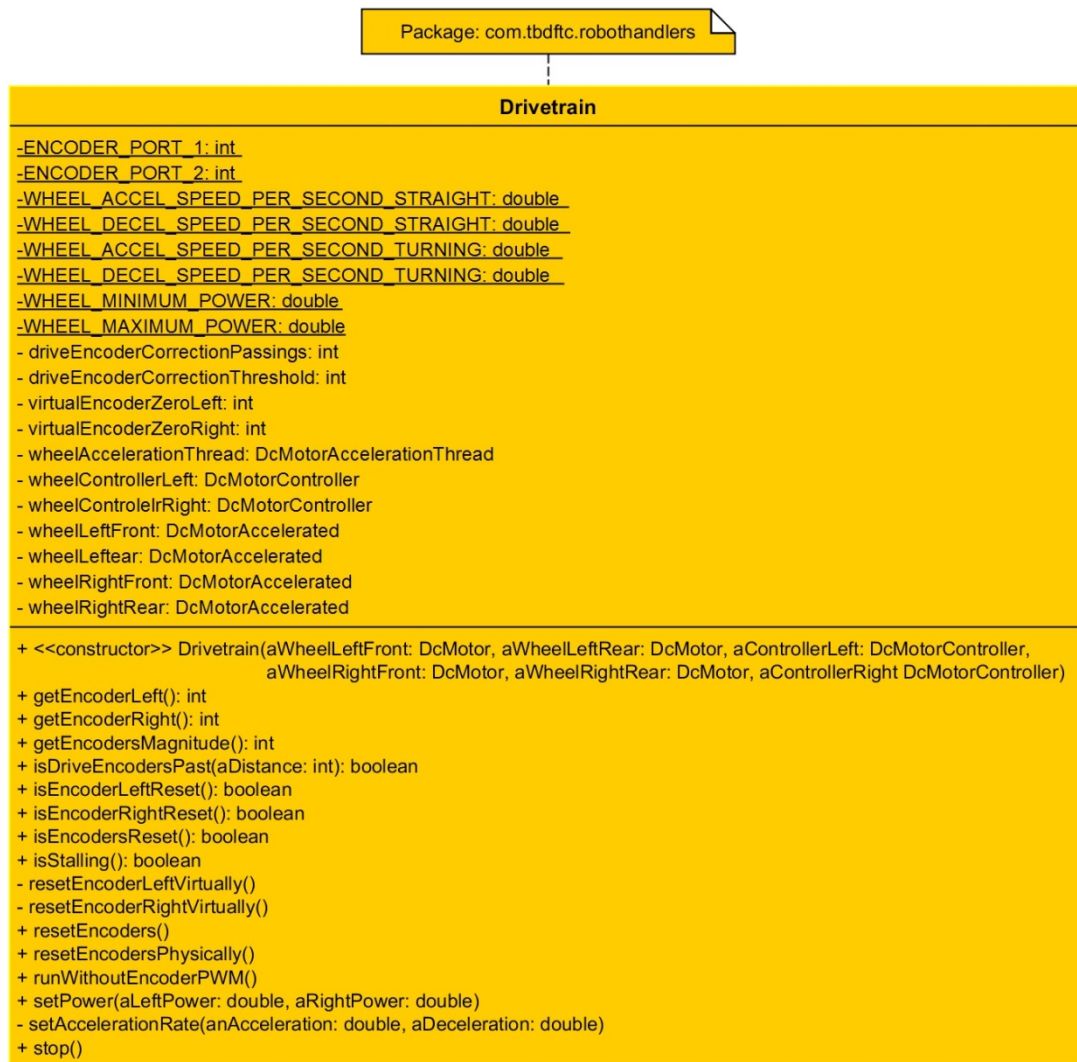 Package: com.tbdftc.robothandlers
Drivetrain
-ENCODER_PORT_1: int
-ENCODER_PORT_2: int
-WHEEL_ACCEL_SPEED_PER_SECOND_STRAIGHT: double
-WHEEL_DECEL_SPEED_PER_SECOND_STRAIGHT: double
-WHEEL_ACCEL_SPEED_PER_SECOND_TURNING: double
-WHEEL_DECEL_SPEED_PER_SECOND_TURNING: double
-WHEEL_MINIMUM_POWER: double
-WHEEL_MAXIMUM_POWER: double
- driveEncoderCorrectionPassings: int
- driveEncoderCorrectionThreshold: int
- virtualEncoderZeroLeft: int
- virtualEncoderZeroRight: int
- wheelAccelerationThread: DcMotorAccelerationThread
- wheelControllerLeft: DcMotorController
- wheelControlelrRight: DcMotorController
- wheelLeftFront: DcMotorAccelerated
- wheelLeftear: DcMotorAccelerated
- wheelRightFront: DcMotorAccelerated
- wheelRightRear: DcMotorAccelerated
+ <<constructor>> Drivetrain(aWheelLeftFront: DcMotor, aWheelLeftRear: DcMotor, aControllerLeft: DcMotorController,
aWheelRightFront: DcMotor, aWheelRightRear: DcMotor, aControllerRight DcMotorController)
+ getEncoderLeft(): int
+ getEncoderRight(): int
+ getEncodersMagnitude(): int
+ isDriveEncodersPast(aDistance: int): boolean
+ isEncoderLeftReset(): boolean
+ isEncoderRightReset(): boolean
+ isEncodersReset(): boolean
+ isStalling(): boolean
- resetEncoderLeftVirtually()
- resetEncoderRightVirtually()
+ resetEncoders()
+ resetEncodersPhysically()
+ runWithoutEncoderPWM()
+ setPower(aLeftPower: double, aRightPower: double)
- setAccelerationRate(anAcceleration: double, aDeceleration: double)
+ stop()